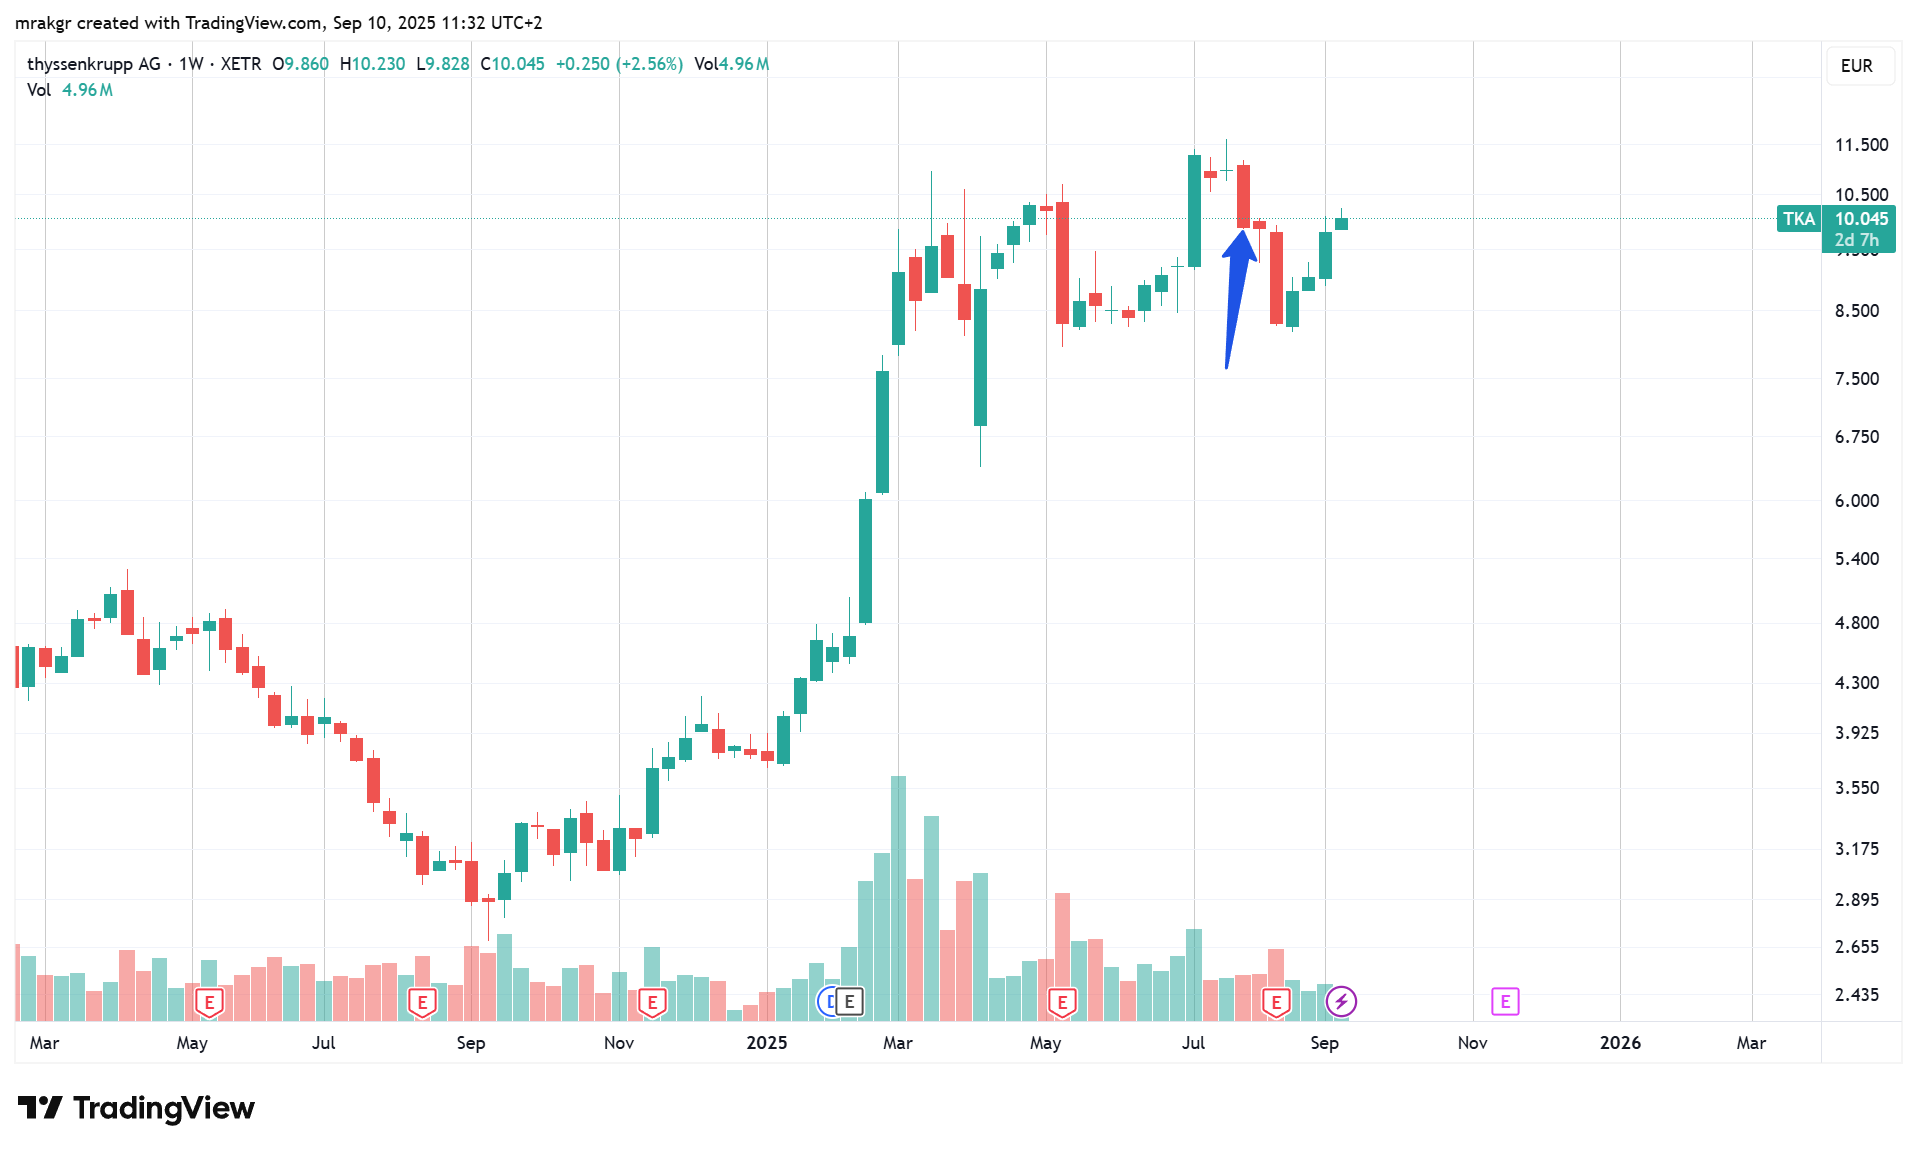 mrakgr created with TradingView.com, Sep 10, 2025 11:32 UTC+2
thyssenkrupp AG · 1W · XETR O9.860 H10.230 L9.828 C10.045 +0.250 (+2.56%) Vol4.96M
Vol 4.96M
EUR
11.500
10.500
TKA 10.045
2d 7h
8.500
7.500
6.750
6.000
5.400
4.800
4.300
3.925
3.550
3.175
2.895
2.655
2.435
E E E D E E E E
Mar May Jul Sep Nov 2025 Mar May Jul Sep Nov 2026 Mar
TradingView